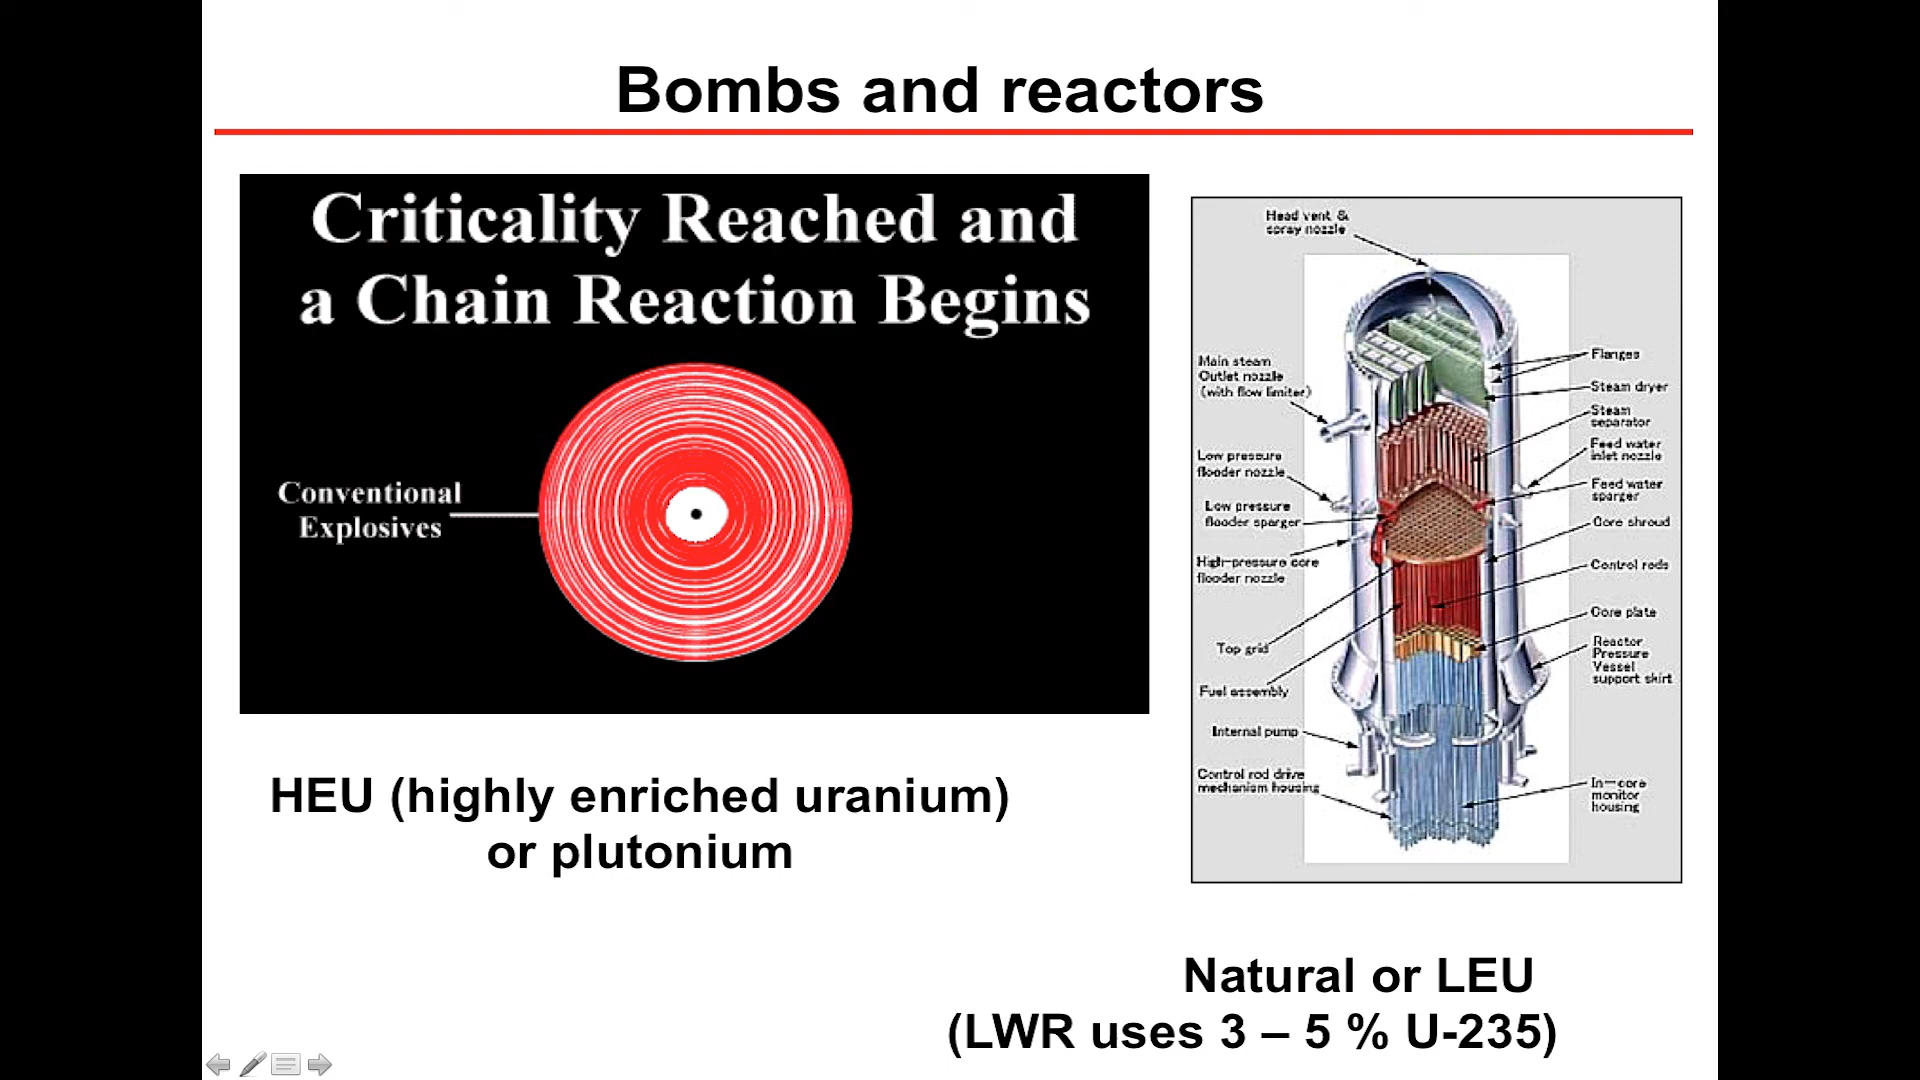 Bombs and reactors
Criticality Reached and
a Chain Reaction Begins
Conventional
Explosives
HEU (highly enriched uranium)
or plutonium
Head vent &
spray nozzle
Main steam
Outlet nozzle
(with flow limiter)
Low pressure
flooder nozzle
Low pressure
flooder sparger
High-pressure core
flooder nozzle
Top grid
Fuel assembly
Internal pump
Control rod drive
mechanism housing
Flanges
Steam dryer
Steam
separator
Feed water
inlet nozzle
Feed water
sparger
Core shroud
Control rods
Core plate
Reactor
Pressure
Vessel
support skirt
In-core
monitor
housing
Natural or LEU
(LWR uses 3 – 5 % U-235)